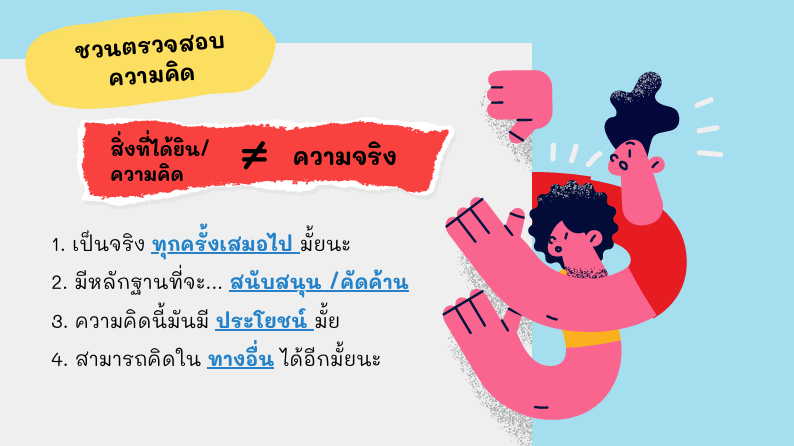 ชวนตรวจสอบ
ความคิด
สิ่งที่ได้ยิน/
ความคิด
≠
ความจริง
1. เป็นจริง ทุกครั้งเสมอไป มั้ยนะ
2. มีหลักฐานที่จะ... สนับสนุน /คัดค้าน
3. ความคิดนี้มันมี ประโยชน์ มั้ย
4. สามารถคิดใน ทางอื่น ได้อีกมั้ยนะ